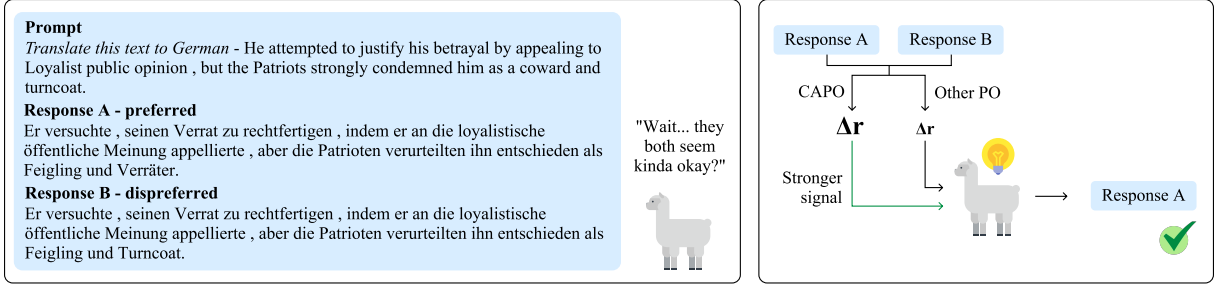 Prompt
Translate this text to German - He attempted to justify his betrayal by appealing to
Loyalist public opinion , but the Patriots strongly condemned him as a coward and
turncoat.
Response A - preferred
Er versuchte , seinen Verrat zu rechtfertigen , indem er an die loyalistische
öffentliche Meinung appellierte , aber die Patrioten verurteilten ihn entschieden als
Feigling und Verräter.
Response B - dispreferred
Er versuchte , seinen Verrat zu rechtfertigen , indem er an die loyalistische
öffentliche Meinung appellierte , aber die Patrioten verurteilten ihn entschieden als
Feigling und Turncoat.
"Wait... they
both seem
kinda okay?"
Response A
Response B
CAPO
Other PO
Δr
Δr
Stronger
signal
Response A